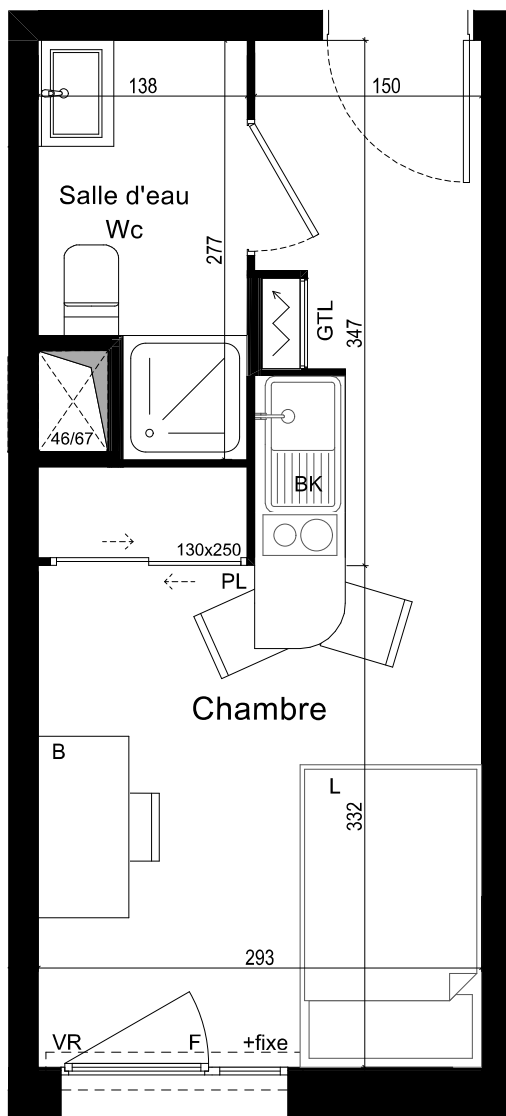 138
150
Salle d'eau
Wc
277
GTL
347
46/67
BK
130x250
PL
Chambre
B
L
332
293
VR
F
+fixe